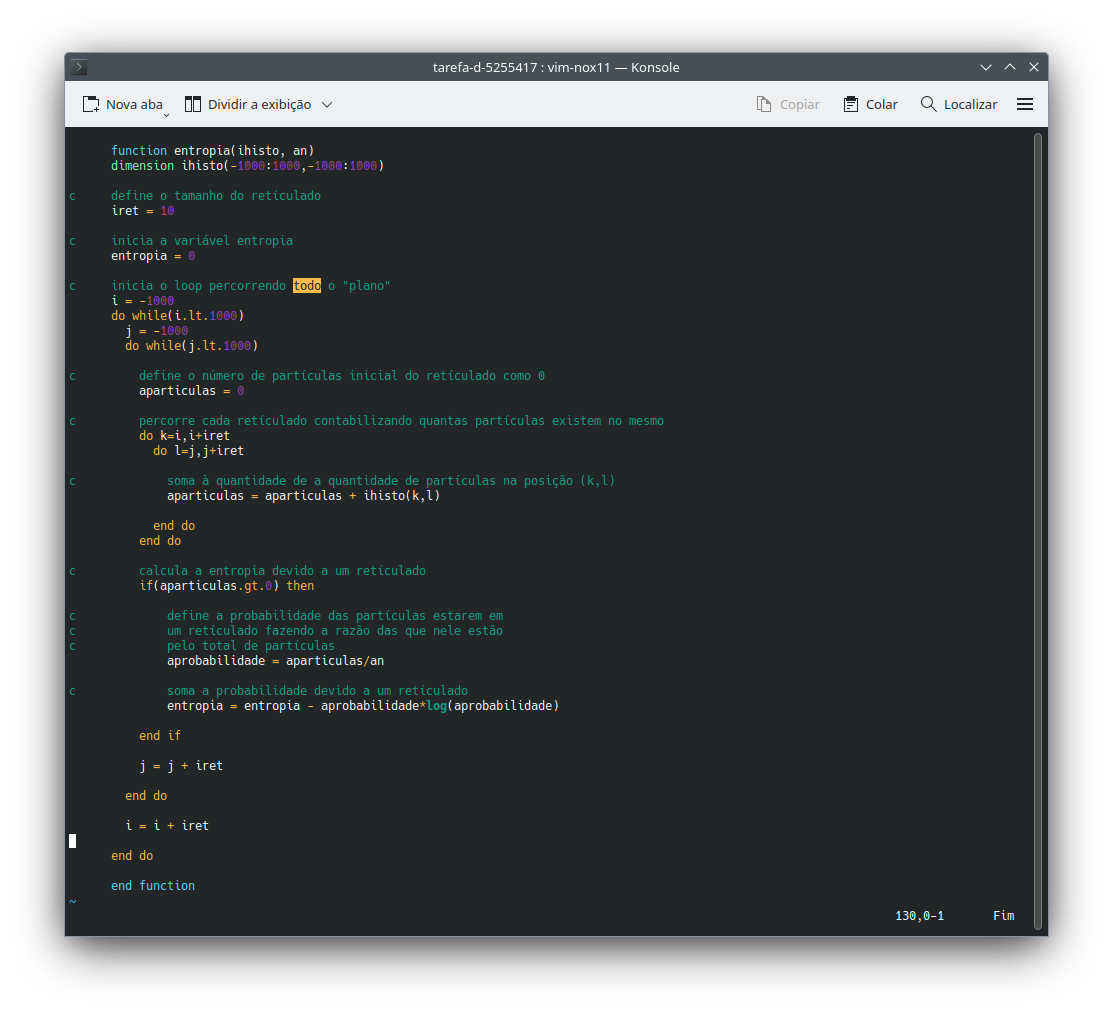 tarefa-d-5255417 : vim-nox11 — Konsole
Nova aba Dividir a exibição Copiar Colar Localizar
function entropia(ihisto, an)
dimension ihisto(-1000:1000,-1000:1000)
c define o tamanho do retículado
iret = 10
c inicia a variável entropia
entropia = 0
c inicia o loop percorrendo todo o "plano"
i = -1000
do while(i.lt.1000)
j = -1000
do while(j.lt.1000)
c define o número de partículas inicial do retículado como 0
aparticulas = 0
c percorre cada retículado contabilizando quantas partículas existem no mesmo
do k=i,i+iret
do l=j,j+iret
c soma à quantidade de a quantidade de partículas na posição (k,l)
aparticulas = aparticulas + ihisto(k,l)
end do
end do
c calcula a entropia devido a um retículado
if(aparticulas.gt.0) then
c define a probabilidade das partículas estarem em
c um retículado fazendo a razão das que nele estão
c pelo total de partículas
aprobabilidade = aparticulas/an
c soma a probabilidade devido a um retículado
entropia = entropia - aprobabilidade*log(aprobabilidade)
end if
j = j + iret
end do
i = i + iret
end do
end function
~
130,0-1 Fim